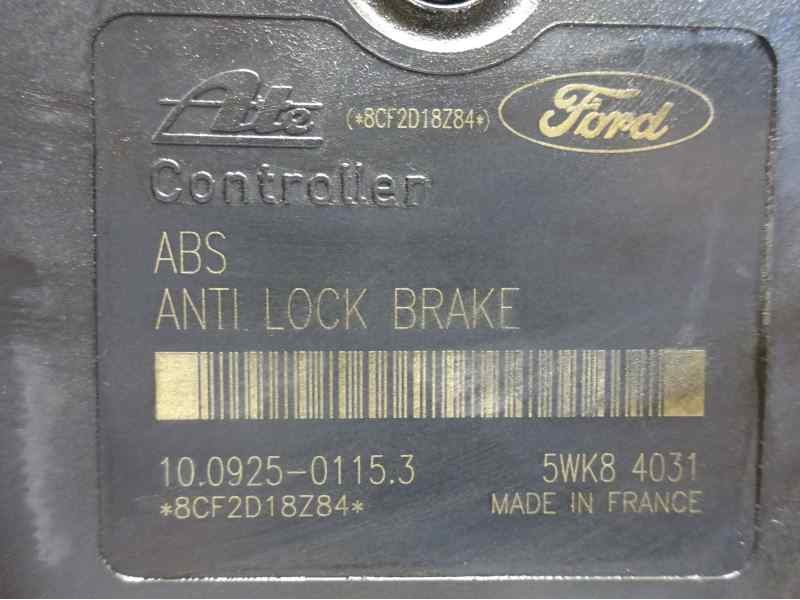 Ate (*8CF2D18Z84*) Ford
Controller
ABS
ANTI LOCK BRAKE
10.0925-0115.3 5WK8 4031
*8CF2D18Z84* MADE IN FRANCE